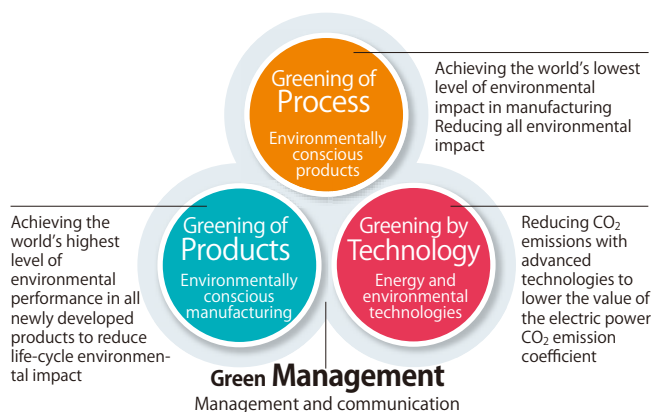 Greening of
Process
Environmentally
conscious
products
Achieving the world's lowest
level of environmental
impact in manufacturing
Reducing all environmental
impact
Achieving the
world's highest
level of
environmental
performance in all
newly developed
products to reduce
life-cycle environmen-
tal impact
Greening of
Products
Environmentally
conscious
manufacturing
Greening by
Technology
Energy and
environmental
technologies
Reducing CO₂
emissions with
advanced
technologies to
lower the value of
the electric power
CO₂ emission
coefficient
Green Management
Management and communication